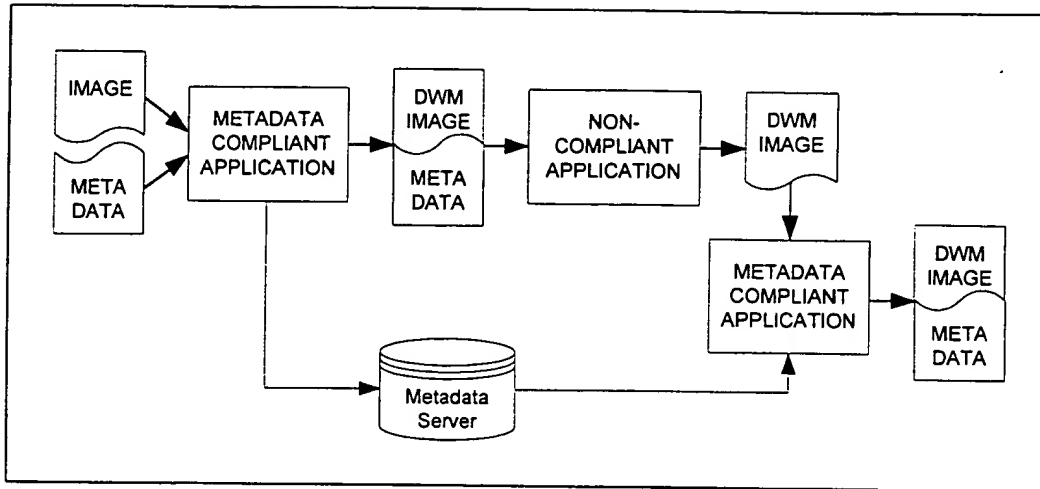 IMAGE
META
DATA
METADATA
COMPLIANT
APPLICATION
DWM
IMAGE
META
DATA
NON-
COMPLIANT
APPLICATION
DWM
IMAGE
METADATA
COMPLIANT
APPLICATION
DWM
IMAGE
META
DATA
Metadata
Server